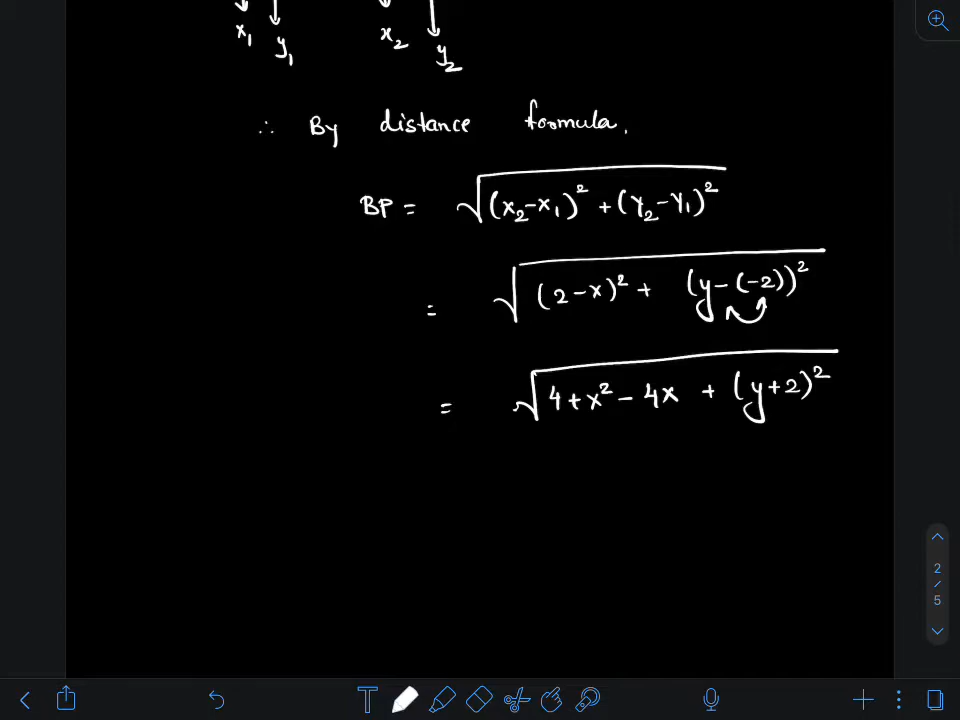 x₁ y₁ x₂ y₂
∴ By distance formula.
BP = √((x₂-x₁)² + (y₂-y₁)²)
= √((2-x)² + (y-(-2))²)
= √(4+x²-4x + (y+2)²)
2
/
5
T